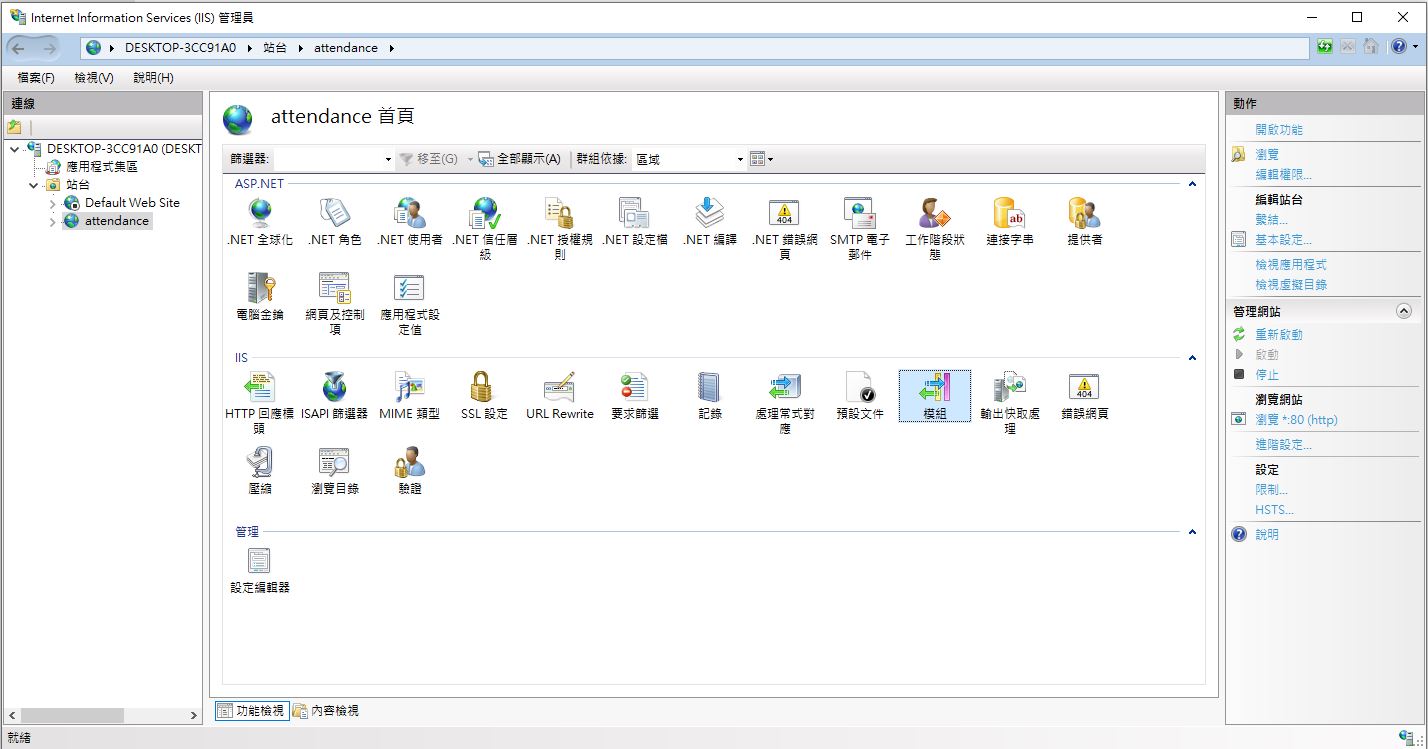 Internet Information Services (IIS) 管理員
DESKTOP-3CC91A0 站台 attendance
檔案(F) 檢視(V) 說明(H)
連線
DESKTOP-3CC91A0 (DESKT
應用程式集區
站台
Default Web Site
attendance
attendance 首頁
篩選器: 移至(G) 全部顯示(A) 群組依據: 區域
ASP.NET
.NET 全球化 .NET 角色 .NET 使用者 .NET 信任層級 .NET 授權規則 .NET 設定檔 .NET 編譯 .NET 錯誤網頁 SMTP 電子郵件 工作階段狀態 連接字串 提供者
電腦金鑰 網頁及控制項 應用程式設定值
IIS
HTTP 回應標頭 ISAPI 篩選器 MIME 類型 SSL 設定 URL Rewrite 要求篩選 記錄 處理常式對應 預設文件 模組 輸出快取處理 錯誤網頁
壓縮 瀏覽目錄 驗證
管理
設定編輯器
功能檢視 內容檢視
動作
開啟功能
瀏覽
編輯權限...
編輯站台
繫結...
基本設定...
檢視應用程式
檢視虛擬目錄
管理網站
重新啟動
啟動
停止
瀏覽網站
瀏覽 *:80 (http)
進階設定...
設定
限制...
HSTS...
說明
就緒